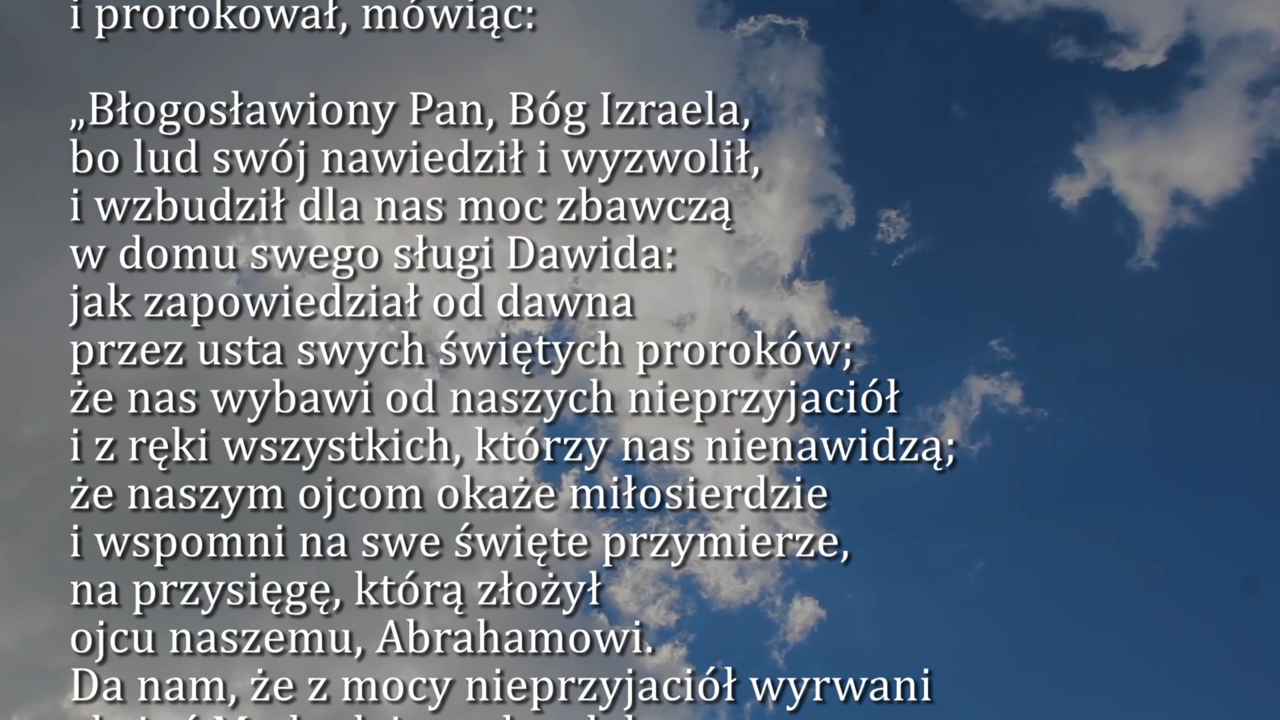 i prorokował, mówiąc:
„Błogosławiony Pan, Bóg Izraela,
bo lud swój nawiedził i wyzwolił,
i wzbudził dla nas moc zbawczą
w domu swego sługi Dawida:
jak zapowiedział od dawna
przez usta swych świętych proroków;
że nas wybawi od naszych nieprzyjaciół
i z ręki wszystkich, którzy nas nienawidzą;
że naszym ojcom okaże miłosierdzie
i wspomni na swe święte przymierze,
na przysięgę, którą złożył
ojcu naszemu, Abrahamowi.
Da nam, że z mocy nieprzyjaciół wyrwani